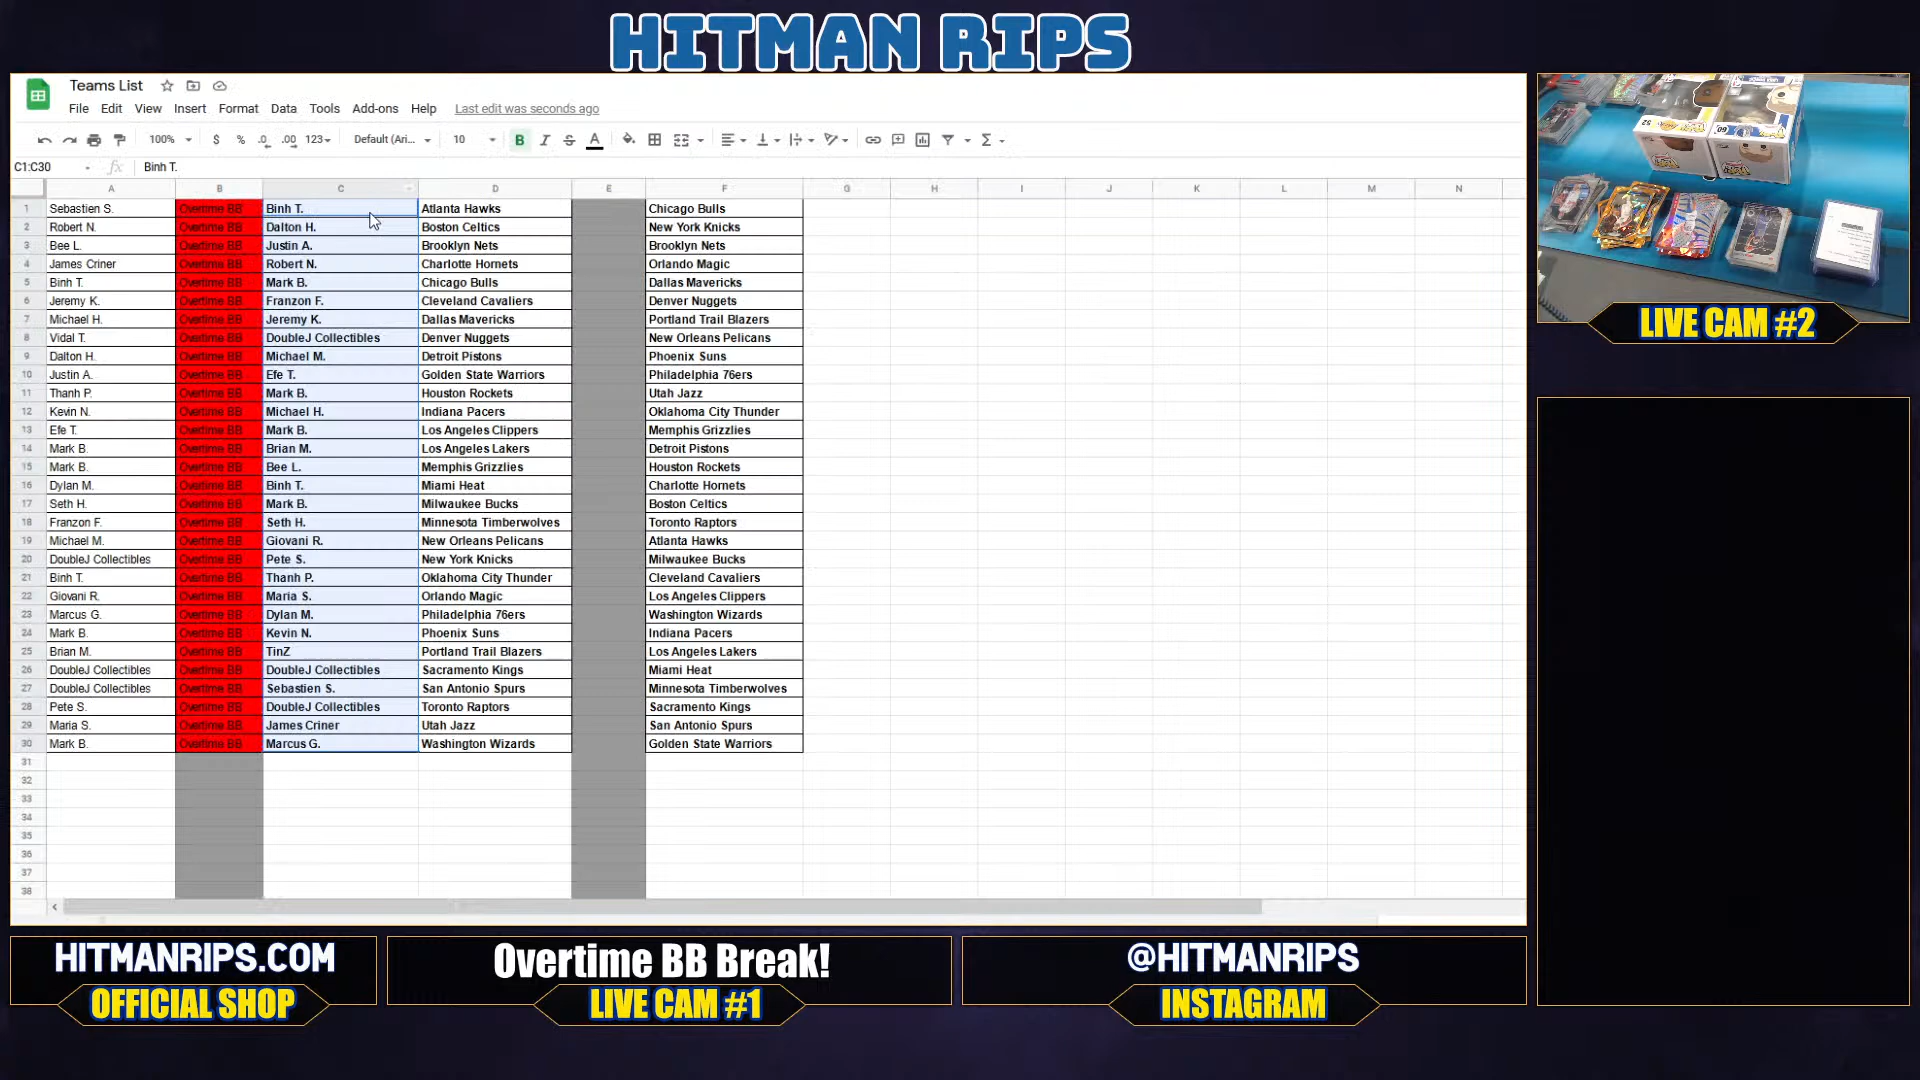 HITMAN RIPS
Teams List
File Edit View Insert Format Data Tools Add-ons Help Last edit was seconds ago
100% $ % .0 .00 123 Default (Ari... 10 B I S A
C1:C30 fx Binh T.
A B C D E F G H I J K L M N
1 Sebastien S. Overtime BB Binh T. Atlanta Hawks Chicago Bulls
2 Robert N. Overtime BB Dalton H. Boston Celtics New York Knicks
3 Bee L. Overtime BB Justin A. Brooklyn Nets Brooklyn Nets
4 James Criner Overtime BB Robert N. Charlotte Hornets Orlando Magic
5 Binh T. Overtime BB Mark B. Chicago Bulls Dallas Mavericks
6 Jeremy K. Overtime BB Franzon F. Cleveland Cavaliers Denver Nuggets
7 Michael H. Overtime BB Jeremy K. Dallas Mavericks Portland Trail Blazers
8 Vidal T. Overtime BB DoubleJ Collectibles Denver Nuggets New Orleans Pelicans
9 Dalton H. Overtime BB Michael M. Detroit Pistons Phoenix Suns
10 Justin A. Overtime BB Efe T. Golden State Warriors Philadelphia 76ers
11 Thanh P. Overtime BB Mark B. Houston Rockets Utah Jazz
12 Kevin N. Overtime BB Michael H. Indiana Pacers Oklahoma City Thunder
13 Efe T. Overtime BB Mark B. Los Angeles Clippers Memphis Grizzlies
14 Mark B. Overtime BB Brian M. Los Angeles Lakers Detroit Pistons
15 Mark B. Overtime BB Bee L. Memphis Grizzlies Houston Rockets
16 Dylan M. Overtime BB Binh T. Miami Heat Charlotte Hornets
17 Seth H. Overtime BB Mark B. Milwaukee Bucks Boston Celtics
18 Franzon F. Overtime BB Seth H. Minnesota Timberwolves Toronto Raptors
19 Michael M. Overtime BB Giovani R. New Orleans Pelicans Atlanta Hawks
20 DoubleJ Collectibles Overtime BB Pete S. New York Knicks Milwaukee Bucks
21 Binh T. Overtime BB Thanh P. Oklahoma City Thunder Cleveland Cavaliers
22 Giovani R. Overtime BB Maria S. Orlando Magic Los Angeles Clippers
23 Marcus G. Overtime BB Dylan M. Philadelphia 76ers Washington Wizards
24 Mark B. Overtime BB Kevin N. Phoenix Suns Indiana Pacers
25 Brian M. Overtime BB TinZ Portland Trail Blazers Los Angeles Lakers
26 DoubleJ Collectibles Overtime BB DoubleJ Collectibles Sacramento Kings Miami Heat
27 DoubleJ Collectibles Overtime BB Sebastien S. San Antonio Spurs Minnesota Timberwolves
28 Pete S. Overtime BB DoubleJ Collectibles Toronto Raptors Sacramento Kings
29 Maria S. Overtime BB James Criner Utah Jazz San Antonio Spurs
30 Mark B. Overtime BB Marcus G. Washington Wizards Golden State Warriors
31
32
33
34
35
36
37
38
LIVE CAM #2
HITMANRIPS.COM
OFFICIAL SHOP
Overtime BB Break!
LIVE CAM #1
@HITMANRIPS
INSTAGRAM